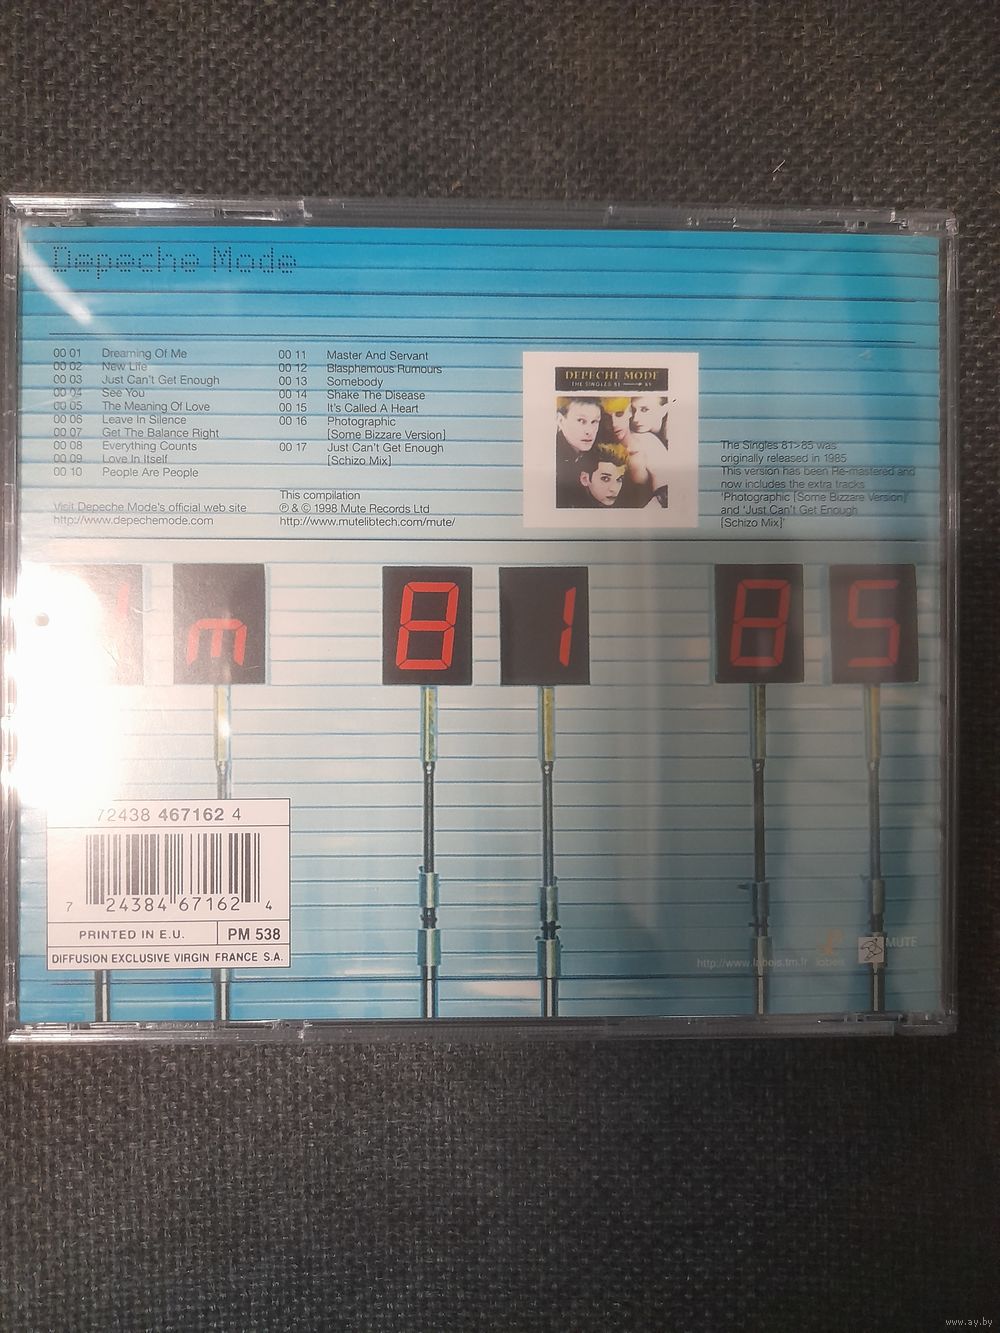 Depeche Mode
00 01 Dreaming Of Me
00 02 New Life
00 03 Just Can't Get Enough
00 04 See You
00 05 The Meaning Of Love
00 06 Leave In Silence
00 07 Get The Balance Right
00 08 Everything Counts
00 09 Love In Itself
00 10 People Are People
00 11 Master And Servant
00 12 Blasphemous Rumours
00 13 Somebody
00 14 Shake The Disease
00 15 It's Called A Heart
00 16 Photographic
[Some Bizzare Version]
00 17 Just Can't Get Enough
[Schizo Mix]
Visit Depeche Mode's official web site
http://www.depechemode.com
This compilation
℗ & © 1998 Mute Records Ltd
http://www.mutelibtech.com/mute/
DEPECHE MODE
THE SINGLES 81 → 85
The Singles 81>85 was
originally released in 1985
This version has been Re-mastered and
now includes the extra tracks
'Photographic [Some Bizzare Version]'
and 'Just Can't Get Enough
[Schizo Mix]'
m 81 85
72438 467162 4
7 24384 67162 4
PRINTED IN E.U. PM 538
DIFFUSION EXCLUSIVE VIRGIN FRANCE S.A.
http://www.labels.tm.fr labels MUTE
www.ay.by